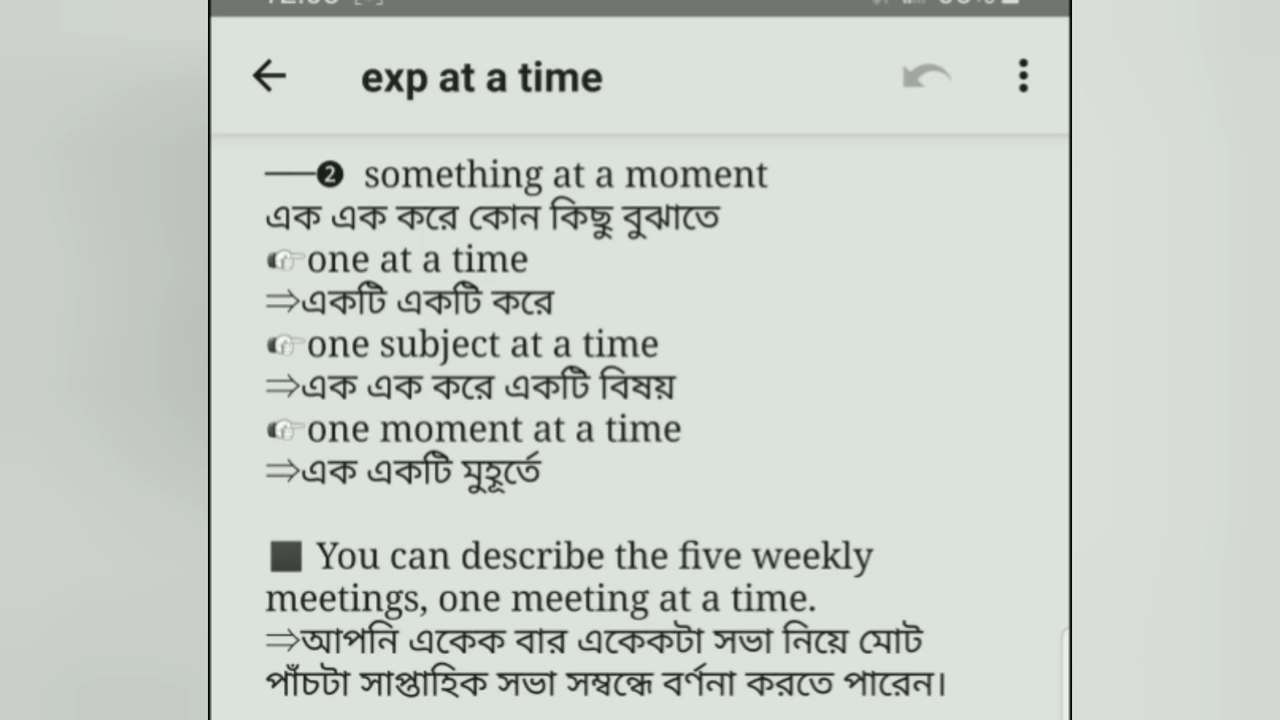 exp at a time
——❷ something at a moment
এক এক করে কোন কিছু বুঝাতে
☞one at a time
⇒একটি একটি করে
☞one subject at a time
⇒এক এক করে একটি বিষয়
☞one moment at a time
⇒এক একটি মুহূর্তে
■ You can describe the five weekly
meetings, one meeting at a time.
⇒আপনি একেক বার একেকটা সভা নিয়ে মোট
পাঁচটা সাপ্তাহিক সভা সম্বন্ধে বর্ণনা করতে পারেন।